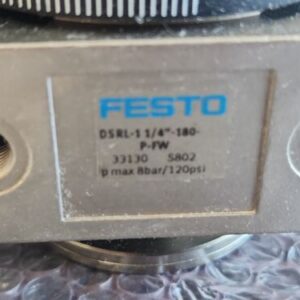 FESTO
DSRL-1 1/4"-180-
P-FW
33130 S802
p max 8bar/120psi